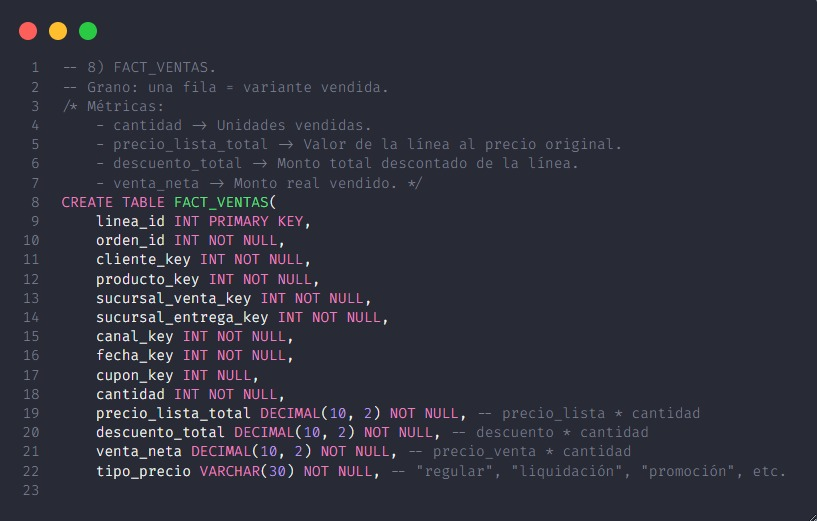 1 -- 8) FACT_VENTAS.
2 -- Grano: una fila = variante vendida.
3 /* Métricas:
4     - cantidad -> Unidades vendidas.
5     - precio_lista_total -> Valor de la línea al precio original.
6     - descuento_total -> Monto total descontado de la línea.
7     - venta_neta -> Monto real vendido. */
8 CREATE TABLE FACT_VENTAS(
9     linea_id INT PRIMARY KEY,
10     orden_id INT NOT NULL,
11     cliente_key INT NOT NULL,
12     producto_key INT NOT NULL,
13     sucursal_venta_key INT NOT NULL,
14     sucursal_entrega_key INT NOT NULL,
15     canal_key INT NOT NULL,
16     fecha_key INT NOT NULL,
17     cupon_key INT NULL,
18     cantidad INT NOT NULL,
19     precio_lista_total DECIMAL(10, 2) NOT NULL, -- precio_lista * cantidad
20     descuento_total DECIMAL(10, 2) NOT NULL, -- descuento * cantidad
21     venta_neta DECIMAL(10, 2) NOT NULL, -- precio_venta * cantidad
22     tipo_precio VARCHAR(30) NOT NULL, -- "regular", "liquidación", "promoción", etc.
23